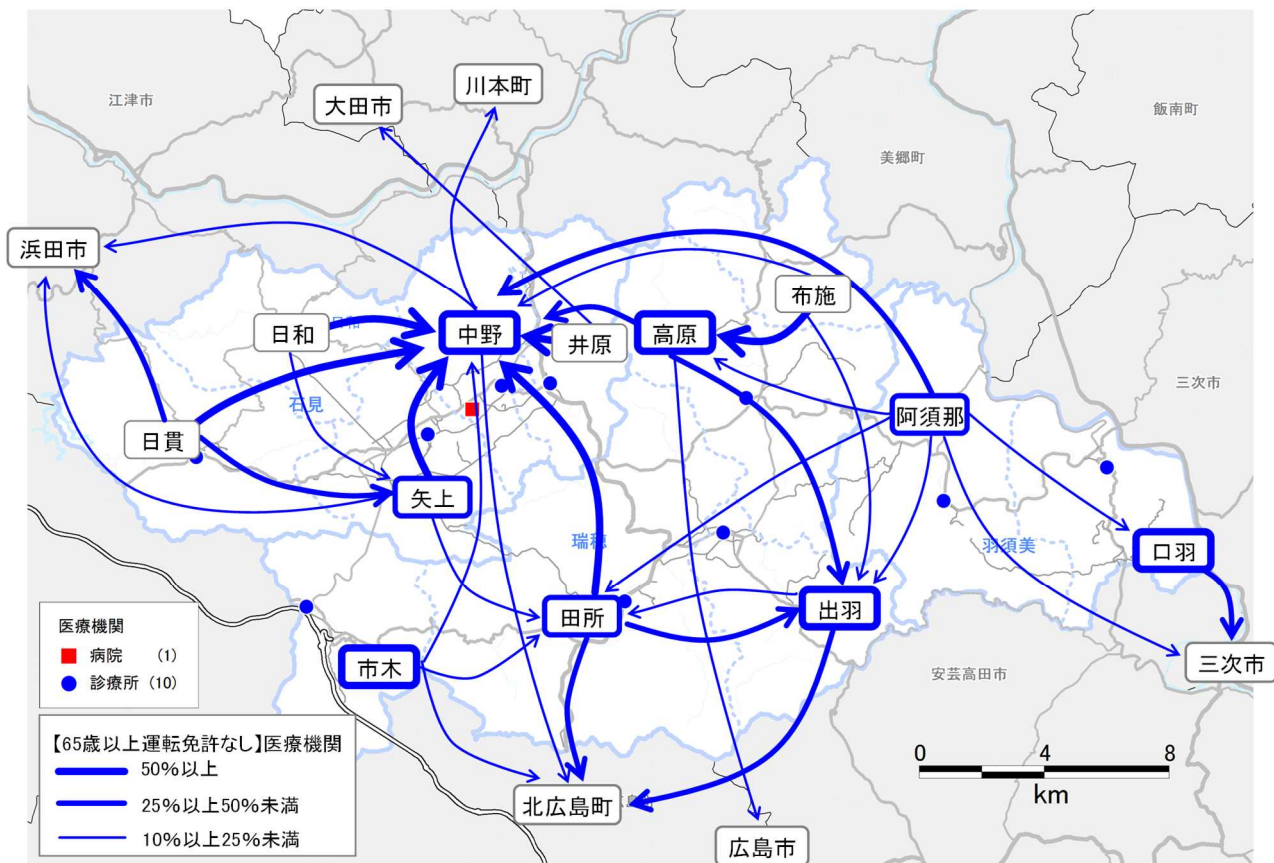 川本町
江津市
大田市
飯南町
美郷町
浜田市
布施
日和
中野
井原
高原
三次市
石見
阿須那
日貫
矢上
瑞穂
羽須美
口羽
医療機関
病院 (1)
診療所 (10)
田所
出羽
市木
三次市
安芸高田市
【65歳以上運転免許なし】医療機関
50%以上
25%以上50%未満
10%以上25%未満
0 4 8
km
北広島町
広島市